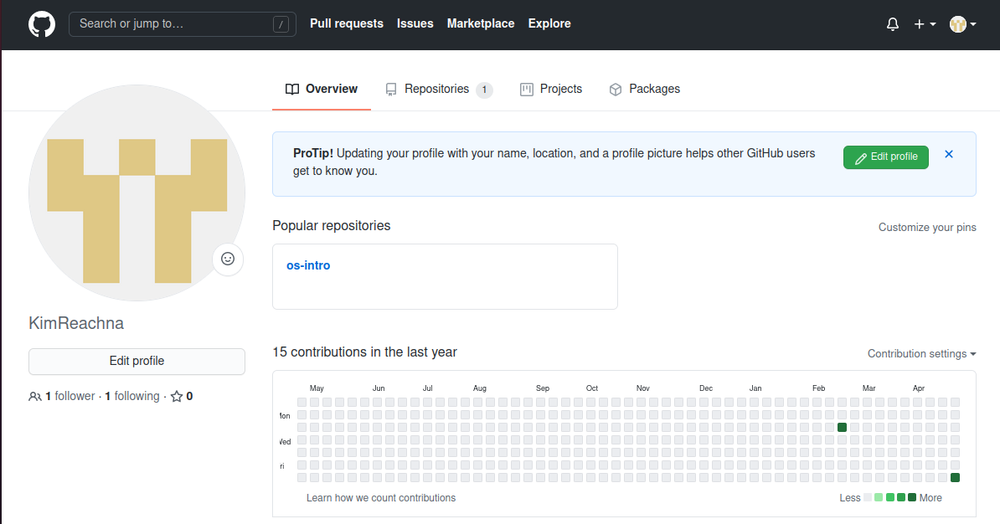 Search or jump to… / Pull requests Issues Marketplace Explore
Overview Repositories 1 Projects Packages
ProTip! Updating your profile with your name, location, and a profile picture helps other GitHub users
get to know you.
Edit profile
Popular repositories Customize your pins
os-intro
KimReachna
Edit profile
1 follower · 1 following · 0
15 contributions in the last year Contribution settings
May Jun Jul Aug Sep Oct Nov Dec Jan Feb Mar Apr
Mon
Wed
ri
Learn how we count contributions Less More